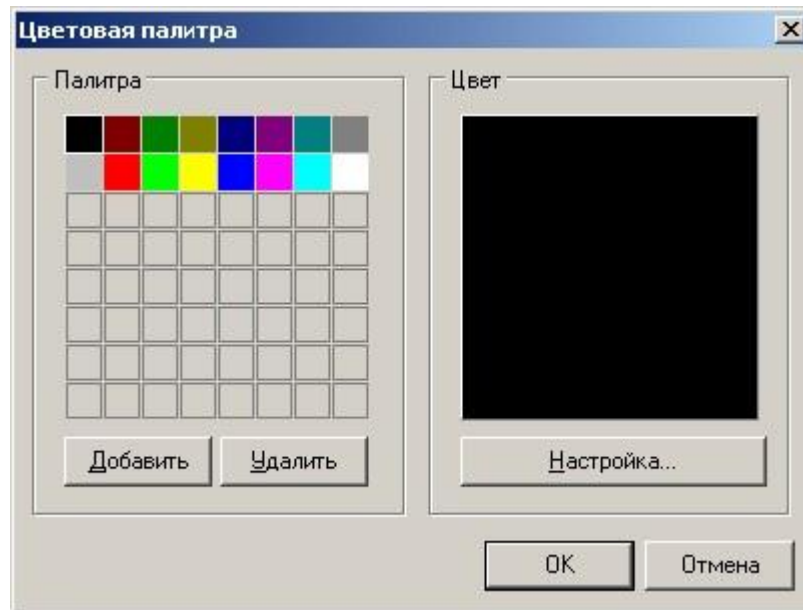 Цветовая палитра
Палитра
Цвет
Добавить
Удалить
Настройка...
OK
Отмена